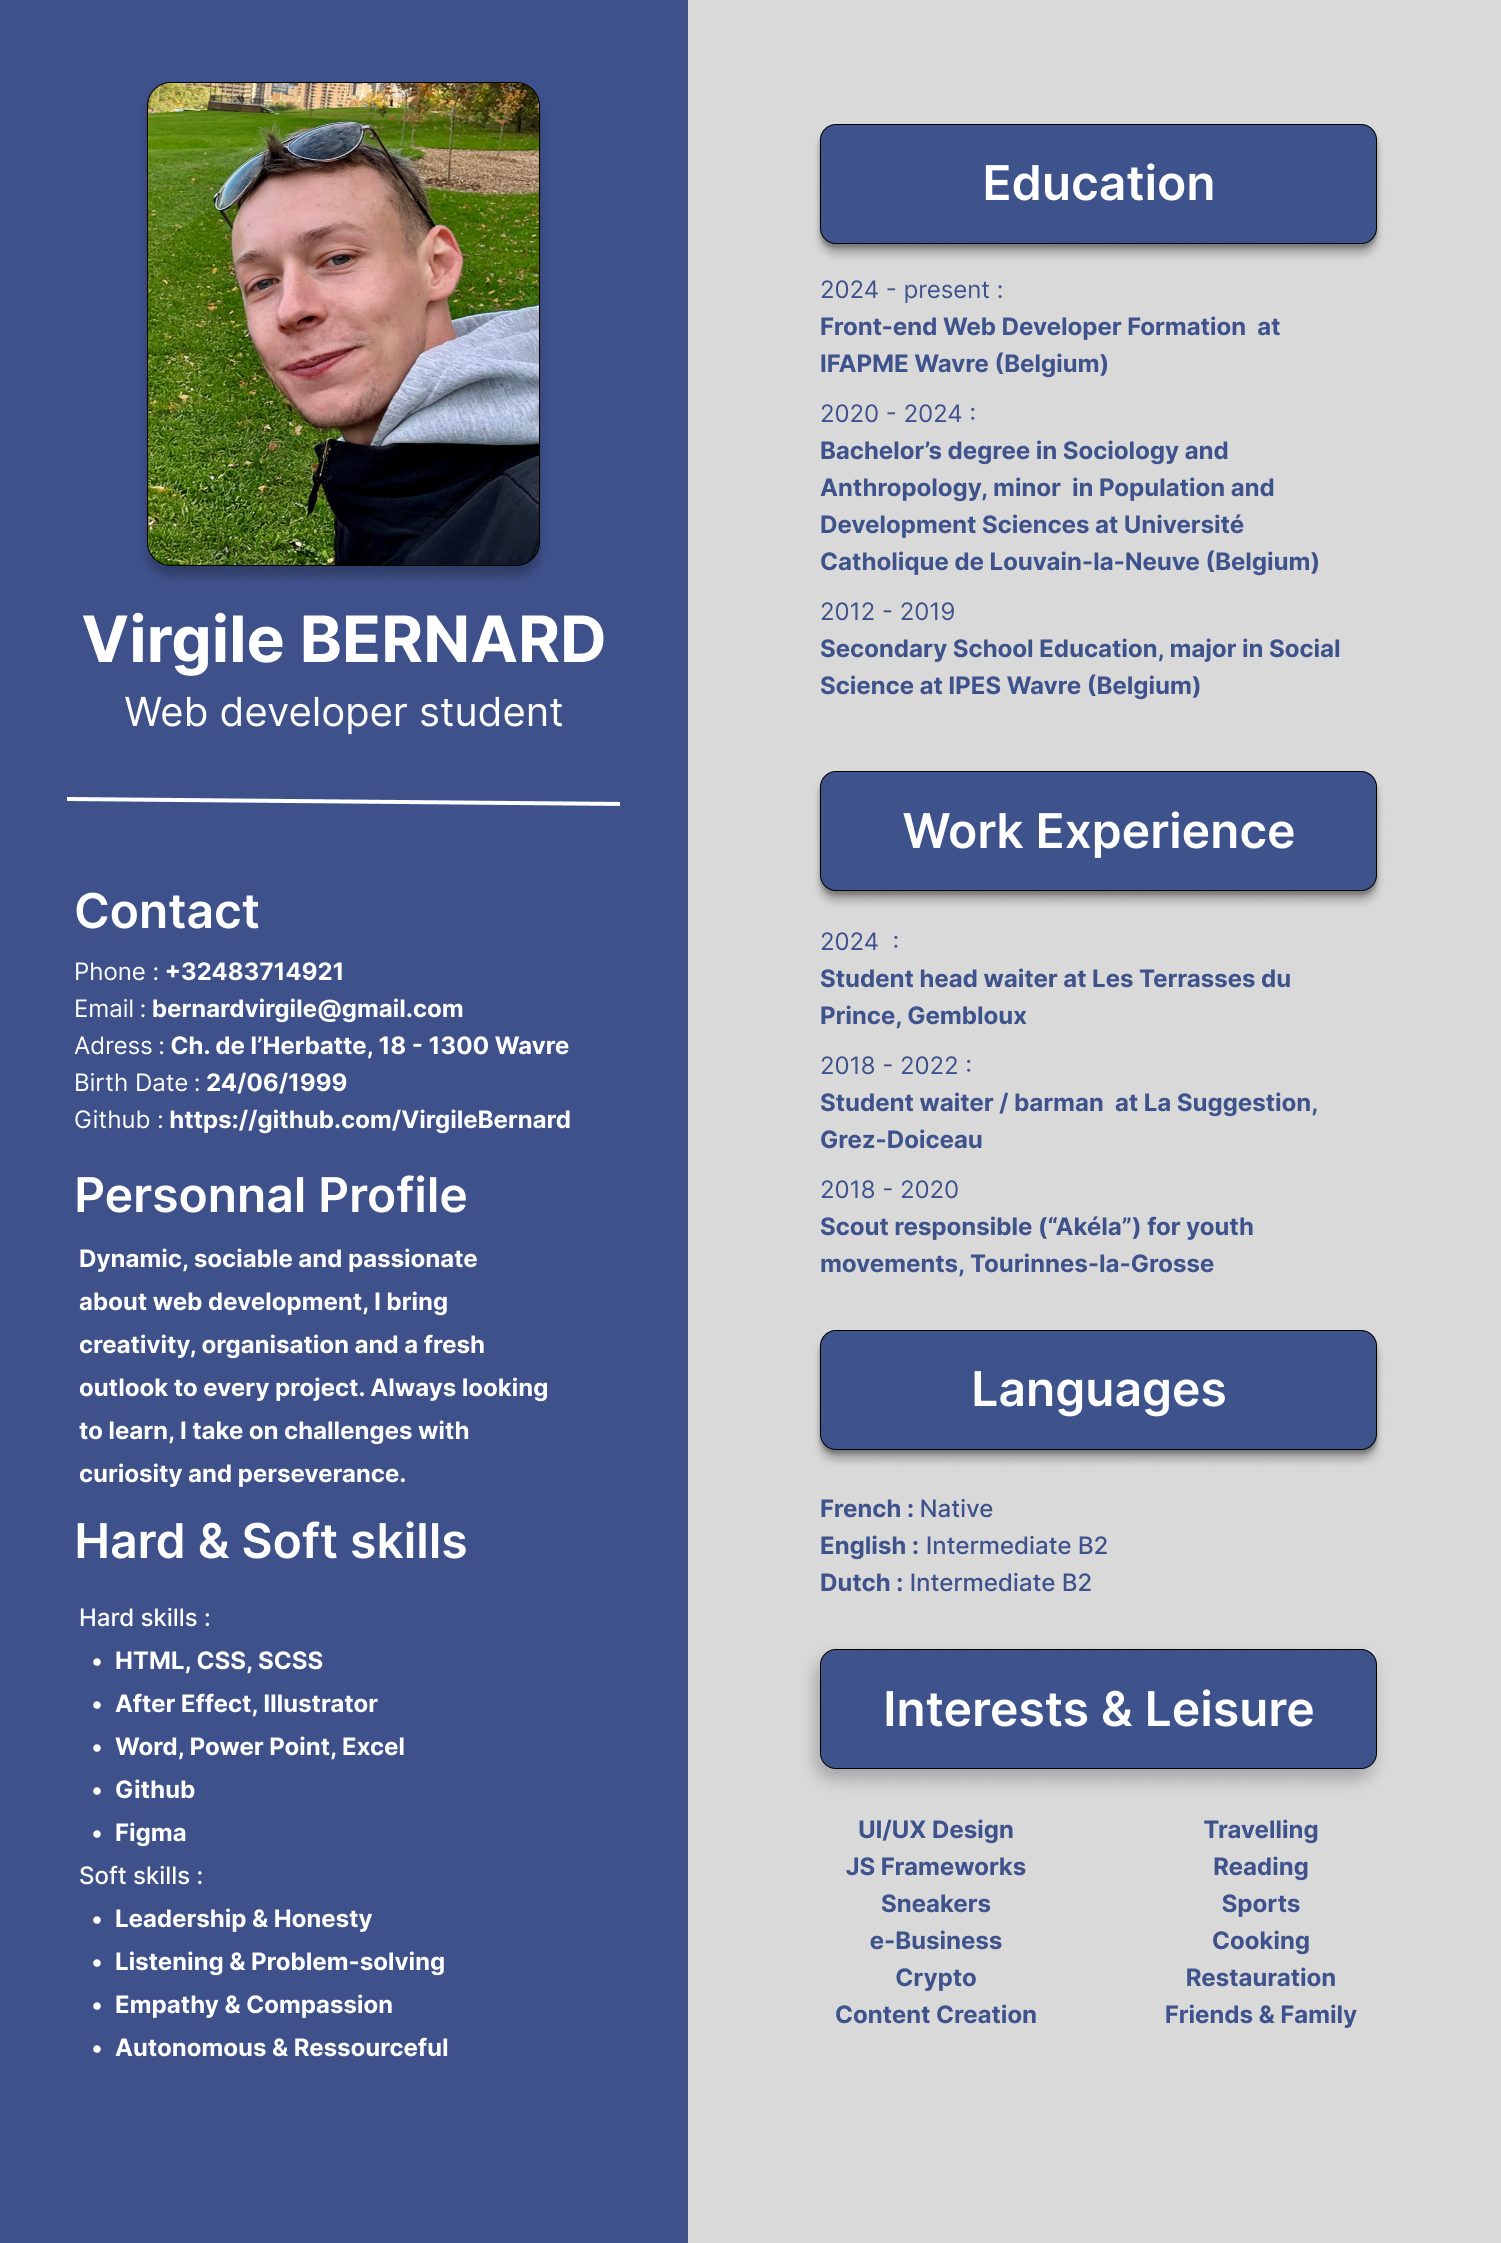 Virgile BERNARD
Web developer student
Contact
Phone : +32483714921
Email : bernardvirgile@gmail.com
Adress : Ch. de l’Herbatte, 18 - 1300 Wavre
Birth Date : 24/06/1999
Github : https://github.com/VirgileBernard
Personnal Profile
Dynamic, sociable and passionate
about web development, I bring
creativity, organisation and a fresh
outlook to every project. Always looking
to learn, I take on challenges with
curiosity and perseverance.
Hard & Soft skills
Hard skills :
• HTML, CSS, SCSS
• After Effect, Illustrator
• Word, Power Point, Excel
• Github
• Figma
Soft skills :
• Leadership & Honesty
• Listening & Problem-solving
• Empathy & Compassion
• Autonomous & Ressourceful
Education
2024 - present :
Front-end Web Developer Formation  at
IFAPME Wavre (Belgium)
2020 - 2024 :
Bachelor’s degree in Sociology and
Anthropology, minor  in Population and
Development Sciences at Université
Catholique de Louvain-la-Neuve (Belgium)
2012 - 2019
Secondary School Education, major in Social
Science at IPES Wavre (Belgium)
Work Experience
2024  :
Student head waiter at Les Terrasses du
Prince, Gembloux
2018 - 2022 :
Student waiter / barman  at La Suggestion,
Grez-Doiceau
2018 - 2020
Scout responsible (“Akéla”) for youth
movements, Tourinnes-la-Grosse
Languages
French : Native
English : Intermediate B2
Dutch : Intermediate B2
Interests & Leisure
UI/UX Design
JS Frameworks
Sneakers
e-Business
Crypto
Content Creation
Travelling
Reading
Sports
Cooking
Restauration
Friends & Family